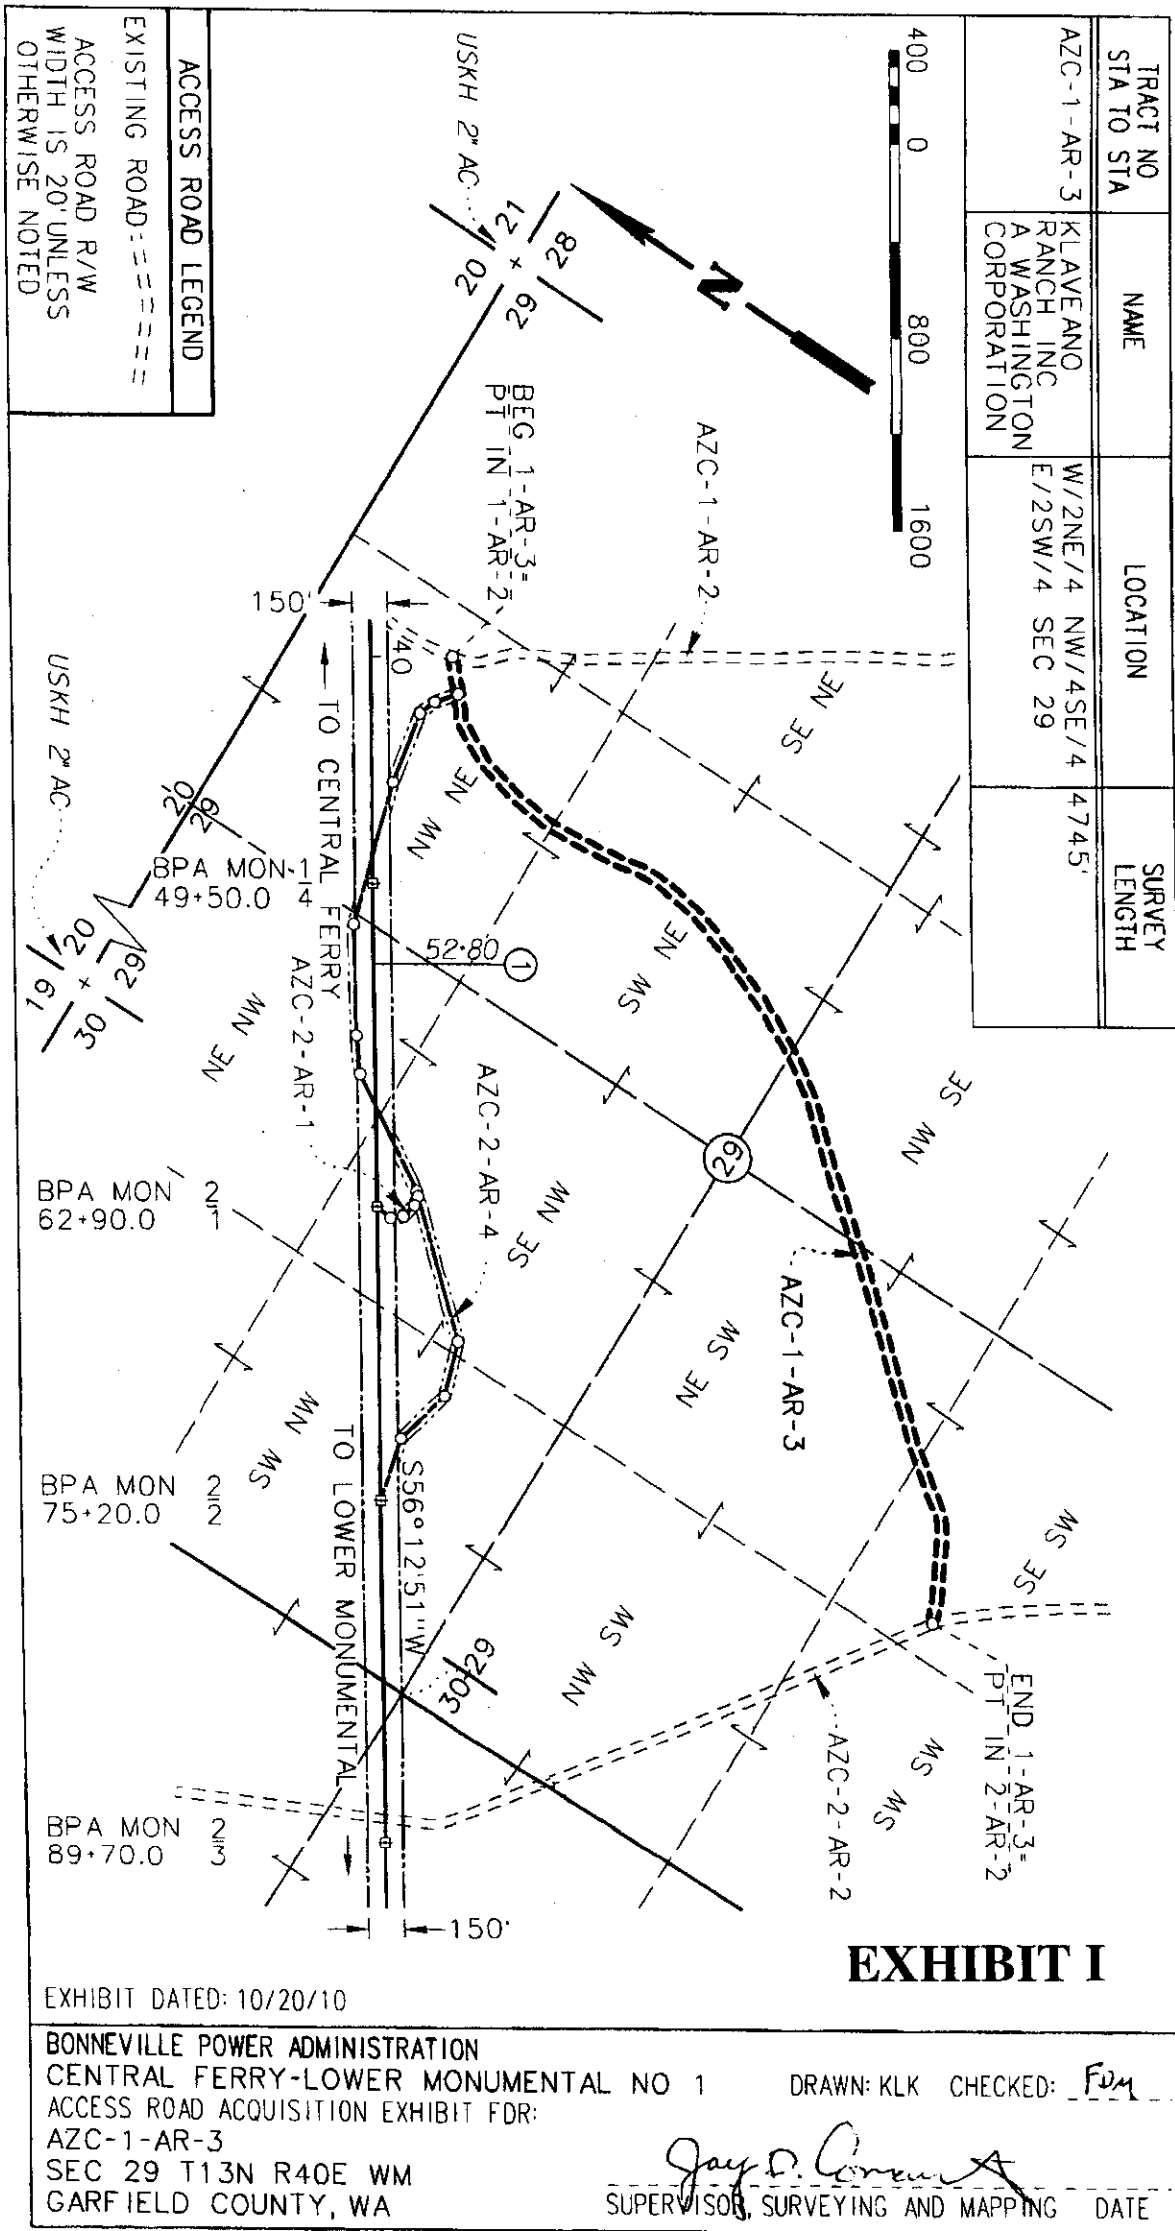 TRACT NO
STA TO STA
NAME
LOCATION
SURVEY
LENGTH
AZC-1-AR-3
KLAVEANO
RANCH INC
A WASHINGTON
CORPORATION
W/2NE/4 NW/4SE/4
E/2SW/4 SEC 29
4745'
400 0 800 1600
N
USKH 2" AC
21 28
20 29
AZC-1-AR-2
BEG 1-AR-3=
PT IN 1-AR-2
ACCESS ROAD LEGEND
EXISTING ROAD:
ACCESS ROAD R/W
WIDTH IS 20' UNLESS
OTHERWISE NOTED
150'
40
TO CENTRAL FERRY
SE NE
NW NE
SW NE
NW SE
20
29
USKH 2" AC
19 20
30 29
BPA MON 1/4
49+50.0
52+80
1
NE NW
AZC-2-AR-1
AZC-2-AR-4
SE NW
29
AZC-1-AR-3
NE SW
BPA MON 2/1
62+90.0
SW NW
BPA MON 2/2
75+20.0
TO LOWER MONUMENTAL
S56°12'51"W
30 29
NW SW
SE SW
SW SW
AZC-2-AR-2
END 1-AR-3=
PT IN 2-AR-2
BPA MON 2/3
89+70.0
150'
EXHIBIT I
EXHIBIT DATED: 10/20/10
BONNEVILLE POWER ADMINISTRATION
CENTRAL FERRY-LOWER MONUMENTAL NO 1
DRAWN: KLK CHECKED: FDM
ACCESS ROAD ACQUISITION EXHIBIT FOR:
AZC-1-AR-3
SEC 29 T13N R40E WM
GARFIELD COUNTY, WA
SUPERVISOR, SURVEYING AND MAPPING DATE